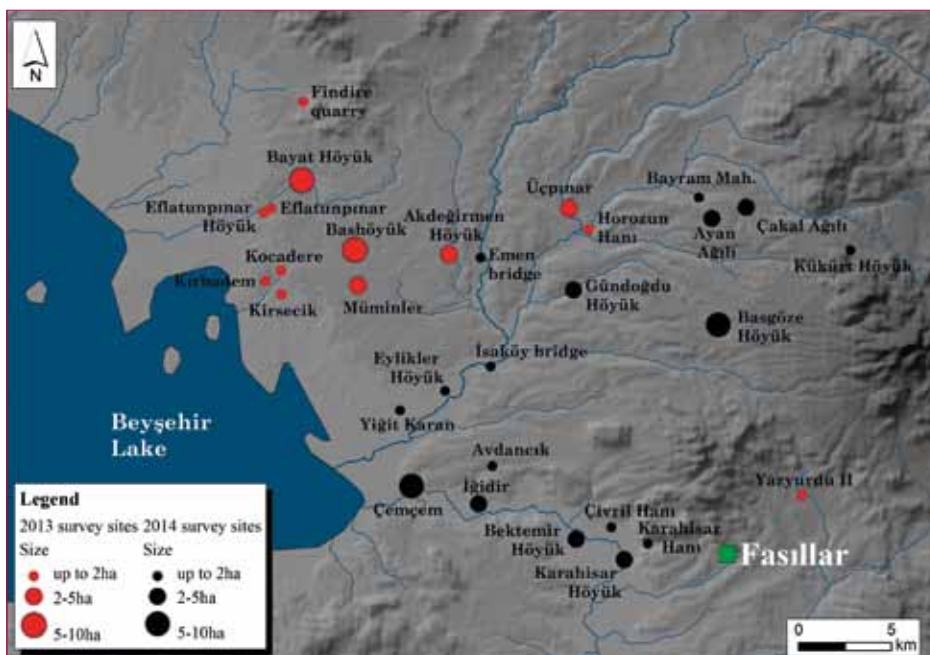 N
Findire
quarry
Bayat Höyük
Eflatunpınar
Höyük
Eflatunpınar
Bashöyük
Akdeğirmen
Höyük
Emen
bridge
Üçpınar
Horozun
Hanı
Bayram Mah.
Ayan
Ağılı
Çakal Ağılı
Kükürt Höyük
Kocadere
Kırbadem
Kirsecik
Müminler
Gündoğdu
Höyük
Basgöze
Höyük
İsaköy bridge
Eylikler
Höyük
Yiğit Karan
Beyşehir
Lake
Avdancık
İğidir
Çemçem
Bektemir
Höyük
Çivril Hanı
Karahisar
Hanı
Karahisar
Höyük
Yazyurdu II
Fasıllar
Legend
2013 survey sites 2014 survey sites
Size Size
up to 2ha up to 2ha
2-5ha 2-5ha
5-10ha 5-10ha
0 5
km